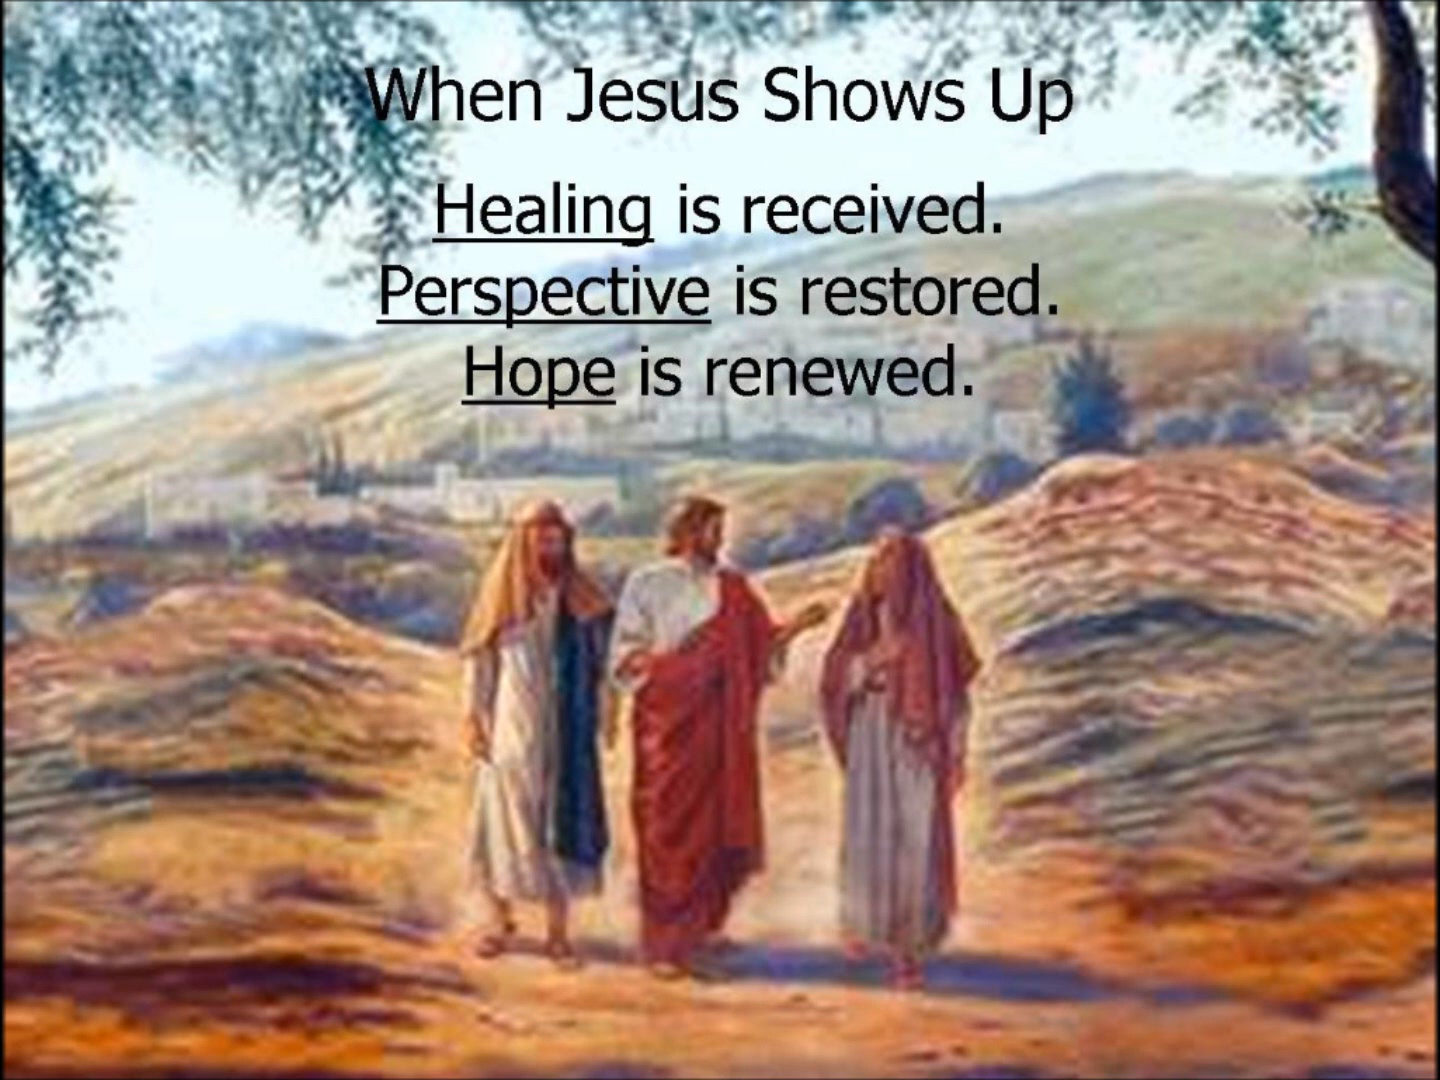 When Jesus Shows Up
Healing is received.
Perspective is restored.
Hope is renewed.